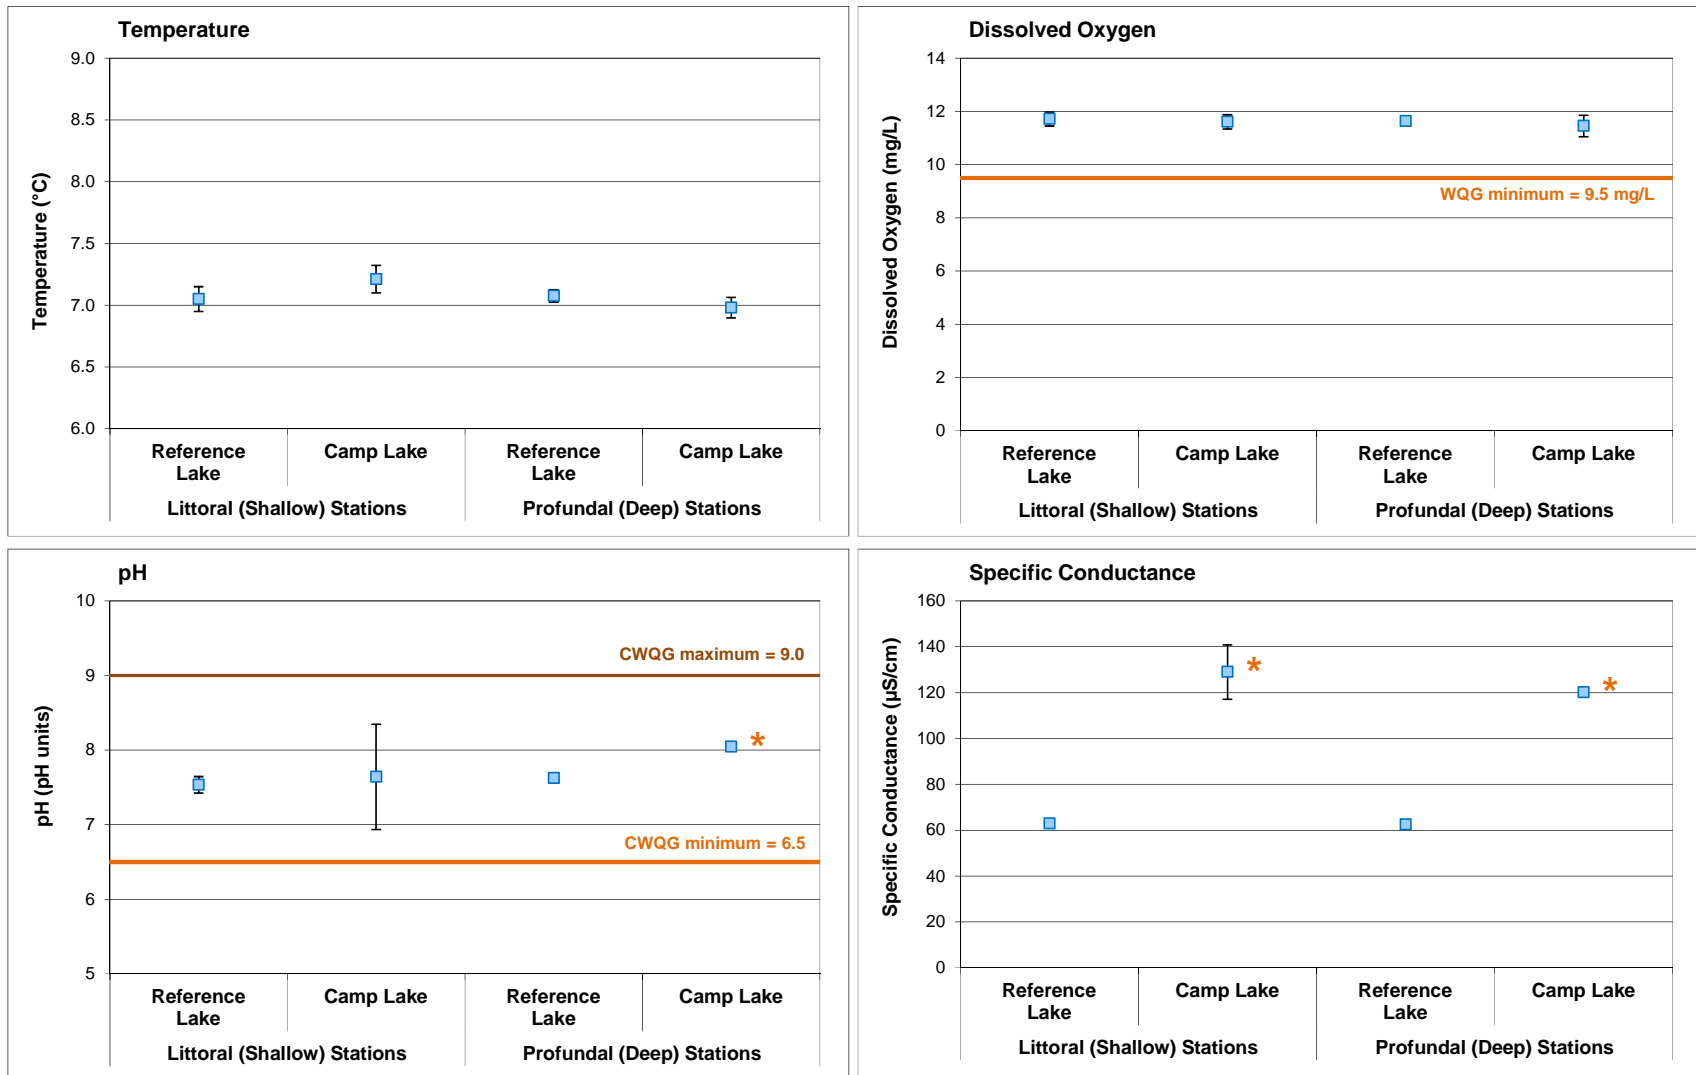 Temperature
Temperature (°C)
9.0
8.5
8.0
7.5
7.0
6.5
6.0
Reference Lake
Camp Lake
Reference Lake
Camp Lake
Littoral (Shallow) Stations
Profundal (Deep) Stations
Dissolved Oxygen
Dissolved Oxygen (mg/L)
14
12
10
8
6
4
2
0
WQG minimum = 9.5 mg/L
Reference Lake
Camp Lake
Reference Lake
Camp Lake
Littoral (Shallow) Stations
Profundal (Deep) Stations
pH
pH (pH units)
10
9
8
7
6
5
CWQG maximum = 9.0
*
CWQG minimum = 6.5
Reference Lake
Camp Lake
Reference Lake
Camp Lake
Littoral (Shallow) Stations
Profundal (Deep) Stations
Specific Conductance
Specific Conductance (µS/cm)
160
140
120
100
80
60
40
20
0
*
*
Reference Lake
Camp Lake
Reference Lake
Camp Lake
Littoral (Shallow) Stations
Profundal (Deep) Stations